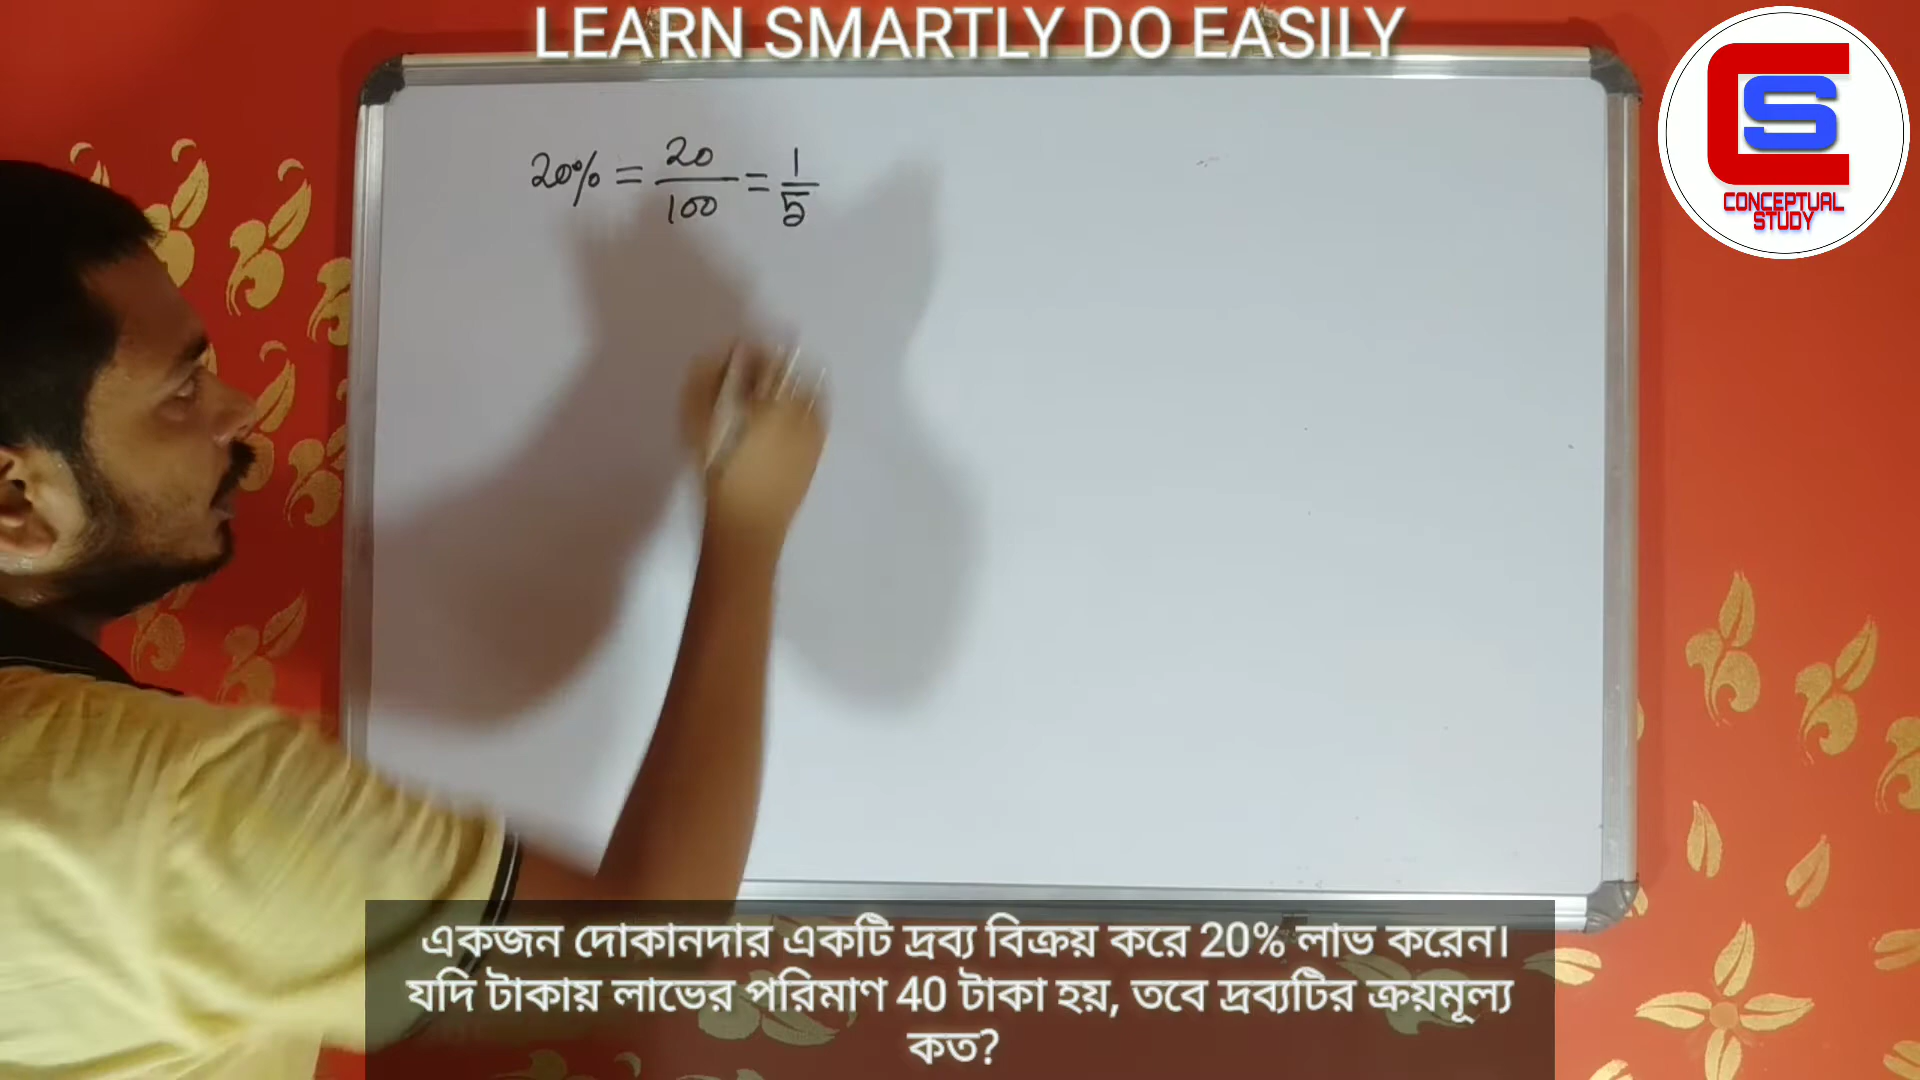 LEARN SMARTLY DO EASILY
CS
CONCEPTUAL
STUDY
20% = 20/100 = 1/5
একজন দোকানদার একটি দ্রব্য বিক্রয় করে 20% লাভ করেন।
যদি টাকায় লাভের পরিমাণ 40 টাকা হয়, তবে দ্রব্যটির ক্রয়মূল্য
কত?